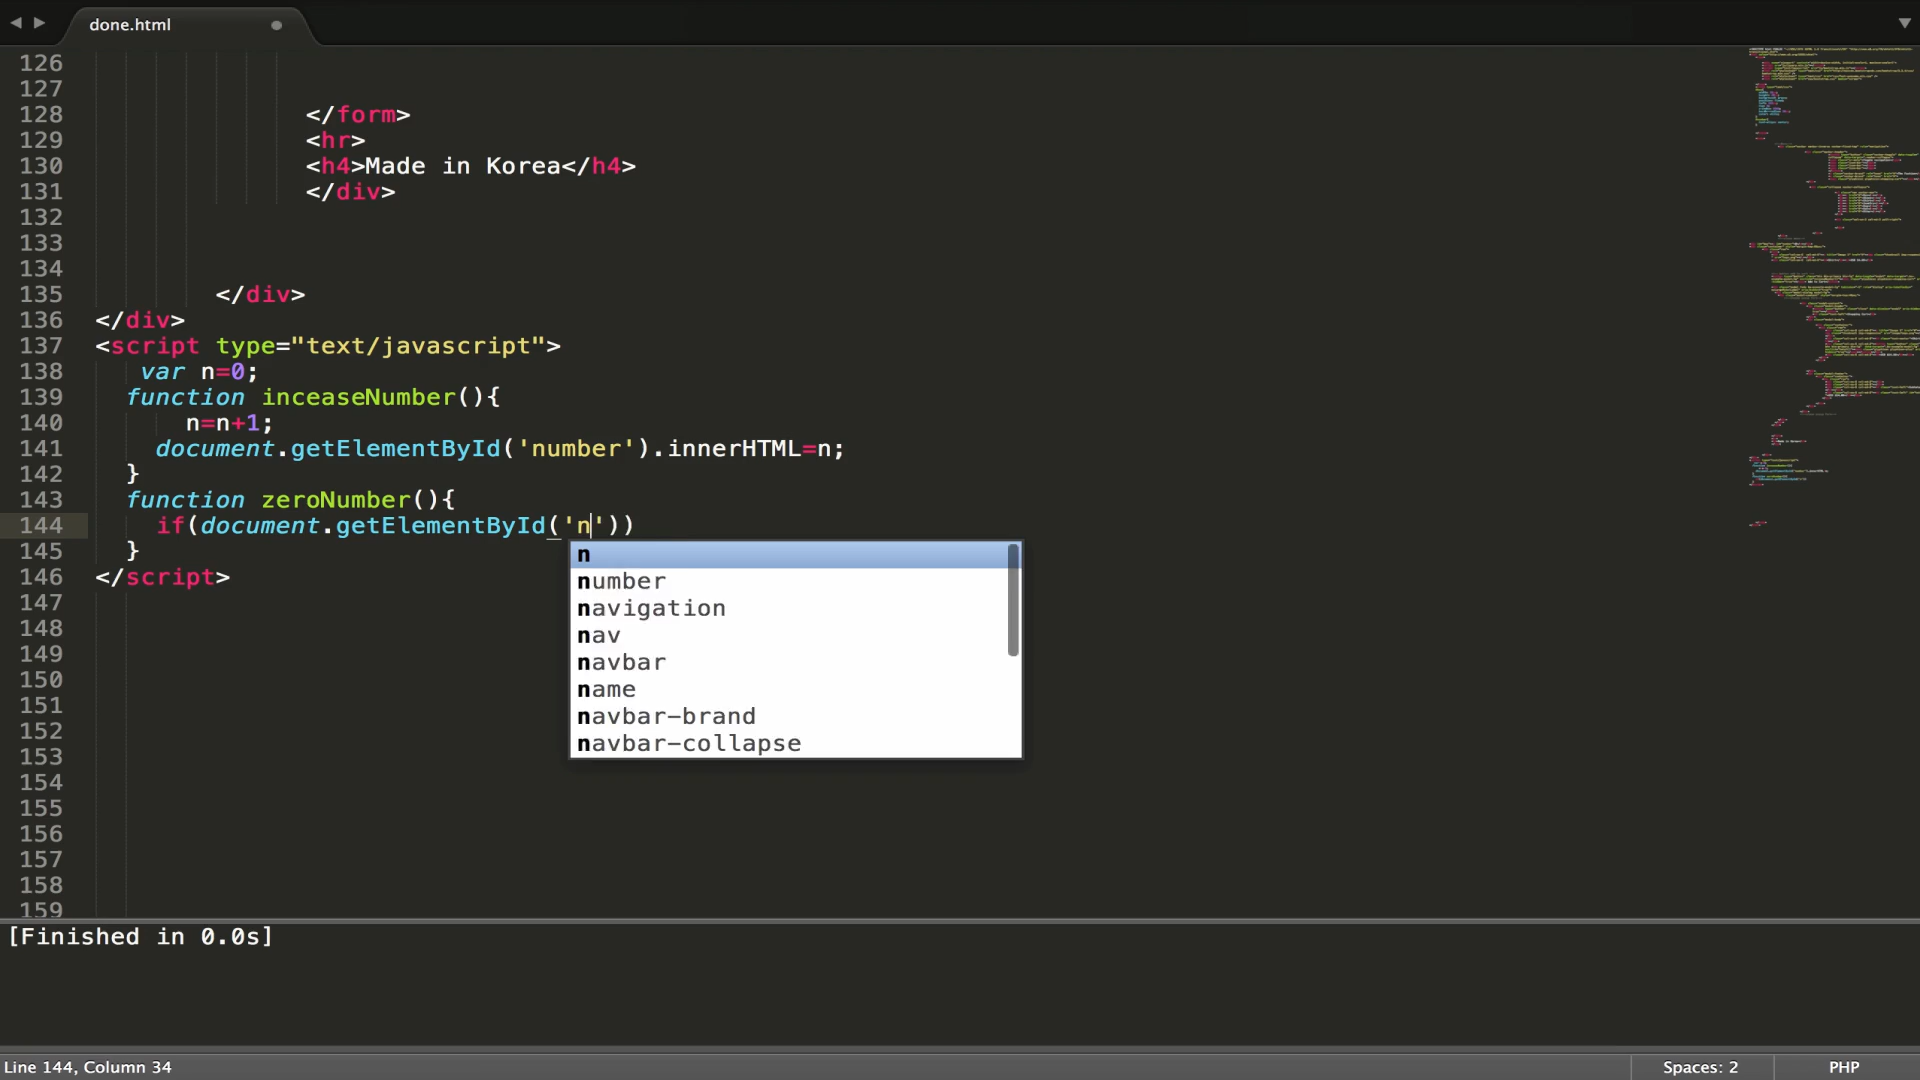 done.html
126
127
128 </form>
129 <hr>
130 <h4>Made in Korea</h4>
131 </div>
132
133
134
135 </div>
136 </div>
137 <script type="text/javascript">
138 var n=0;
139 function inceaseNumber(){
140 n=n+1;
141 document.getElementById('number').innerHTML=n;
142 }
143 function zeroNumber(){
144 if(document.getElementById('n'))
145 }
146 </script>
n
number
navigation
nav
navbar
name
navbar-brand
navbar-collapse
147
148
149
150
151
152
153
154
155
156
157
158
159
[Finished in 0.0s]
Line 144, Column 34
Spaces: 2
PHP